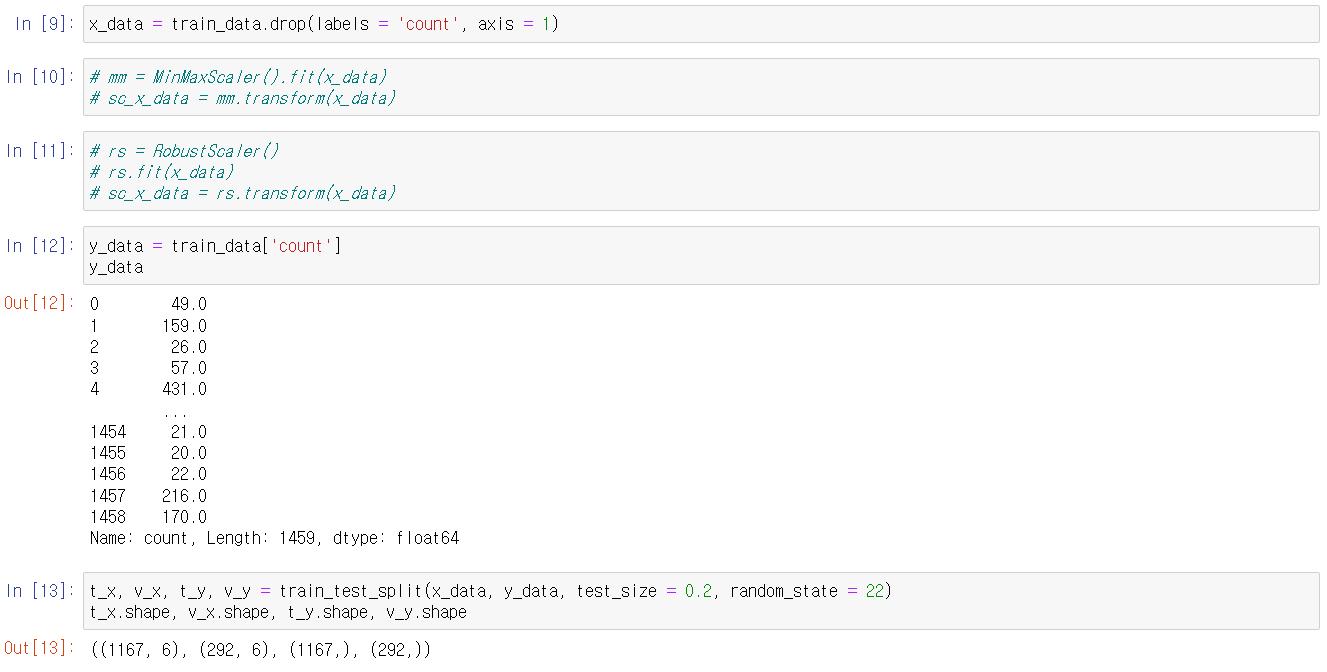 In [9]: x_data = train_data.drop(labels = 'count', axis = 1)
In [10]: # mm = MinMaxScaler().fit(x_data)
# sc_x_data = mm.transform(x_data)
In [11]: # rs = RobustScaler()
# rs.fit(x_data)
# sc_x_data = rs.transform(x_data)
In [12]: y_data = train_data['count']
y_data
Out[12]: 0 49.0
1 159.0
2 26.0
3 57.0
4 431.0
...
1454 21.0
1455 20.0
1456 22.0
1457 216.0
1458 170.0
Name: count, Length: 1459, dtype: float64
In [13]: t_x, v_x, t_y, v_y = train_test_split(x_data, y_data, test_size = 0.2, random_state = 22)
t_x.shape, v_x.shape, t_y.shape, v_y.shape
Out[13]: ((1167, 6), (292, 6), (1167,), (292,))